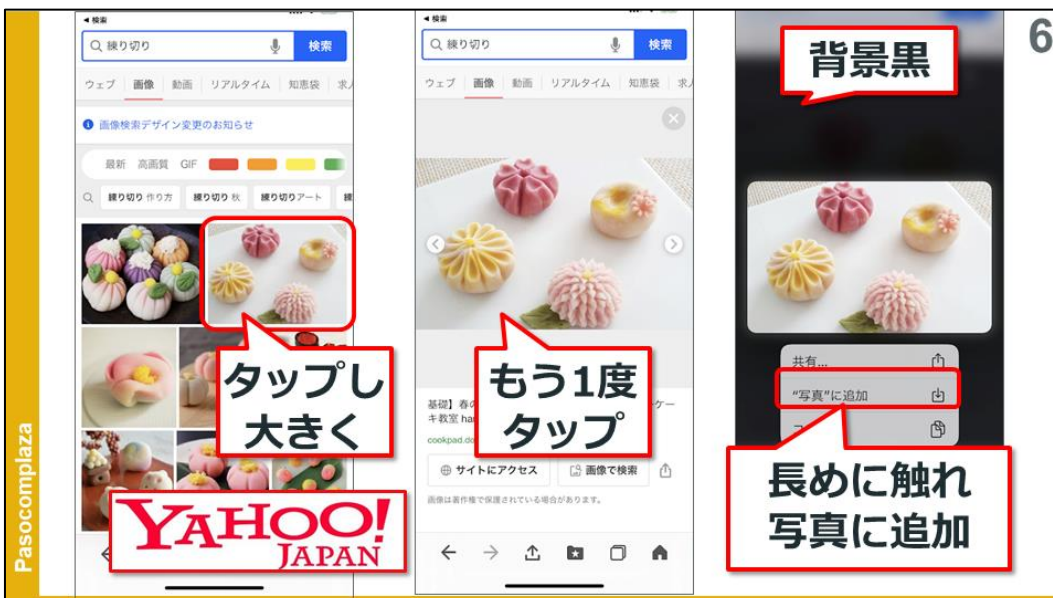 6
Pasocomplaza
◀ 検索
練り切り
検索
ウェブ 画像 動画 リアルタイム 知恵袋
画像検索デザイン変更のお知らせ
最新 高画質 GIF
練り切り 作り方 練り切り 秋 練り切りアート
タップし
大きく
YAHOO!
JAPAN
◀ 検索
練り切り
検索
ウェブ 画像 動画 リアルタイム 知恵袋
もう1度
タップ
基礎】春の
キ教室
サイトにアクセス 画像で検索
画像は著作権で保護されている場合があります。
背景黒
共有...
"写真"に追加
長めに触れ
写真に追加